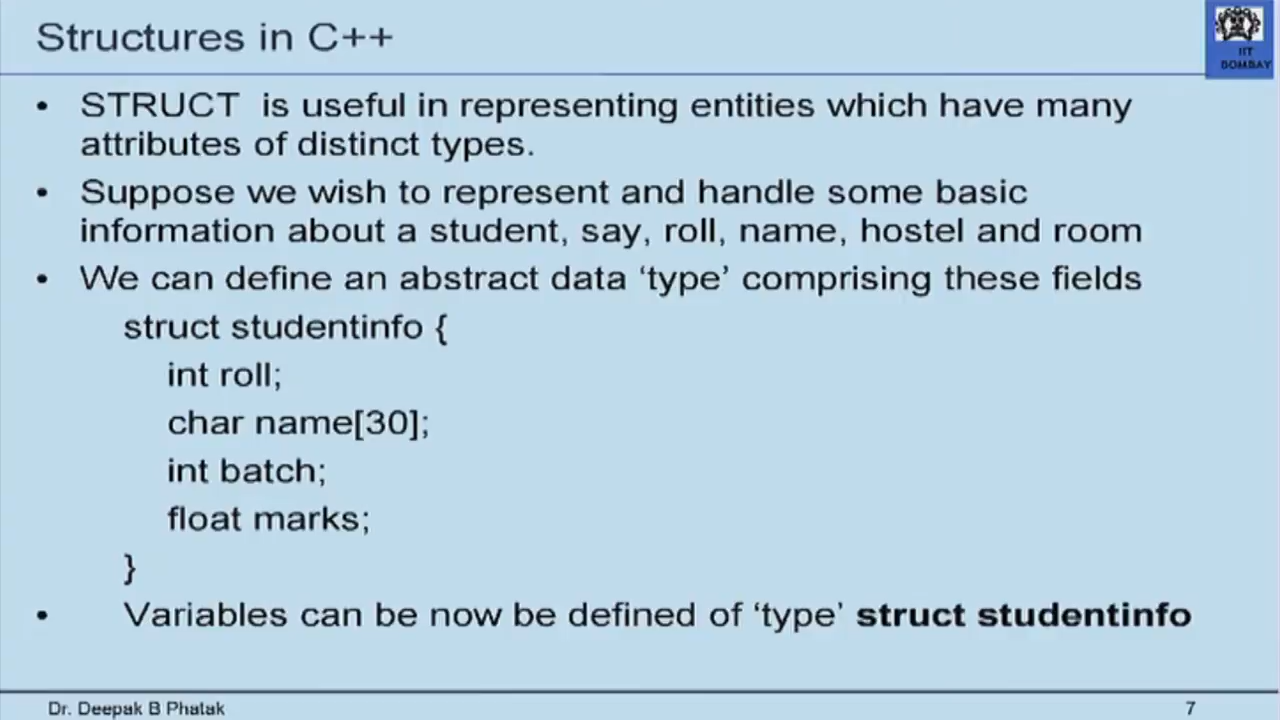 Structures in C++
IIT
BOMBAY
• STRUCT is useful in representing entities which have many
attributes of distinct types.
• Suppose we wish to represent and handle some basic
information about a student, say, roll, name, hostel and room
• We can define an abstract data ‘type’ comprising these fields
struct studentinfo {
int roll;
char name[30];
int batch;
float marks;
}
• Variables can be now be defined of ‘type’ struct studentinfo
Dr. Deepak B Phatak
7